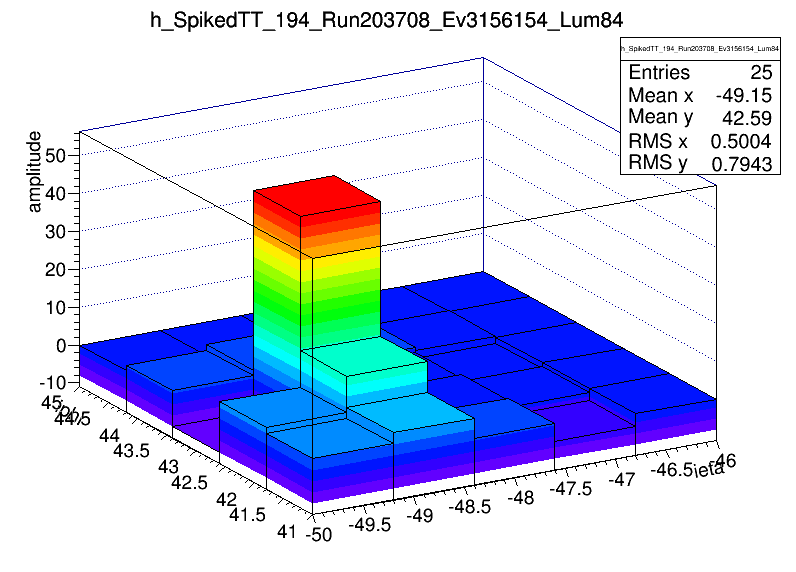 h_SpikedTT_194_Run203708_Ev3156154_Lum84
h_SpikedTT_194_Run203708_Ev3156154_Lum84
Entries 25
Mean x -49.15
Mean y 42.59
RMS x 0.5004
RMS y 0.7943
amplitude
50
40
30
20
10
0
-10
45
44.5
44
43.5
43
42.5
42
41.5
41
-50
-49.5
-49
-48.5
-48
-47.5
-47
-46.5
-46
ieta